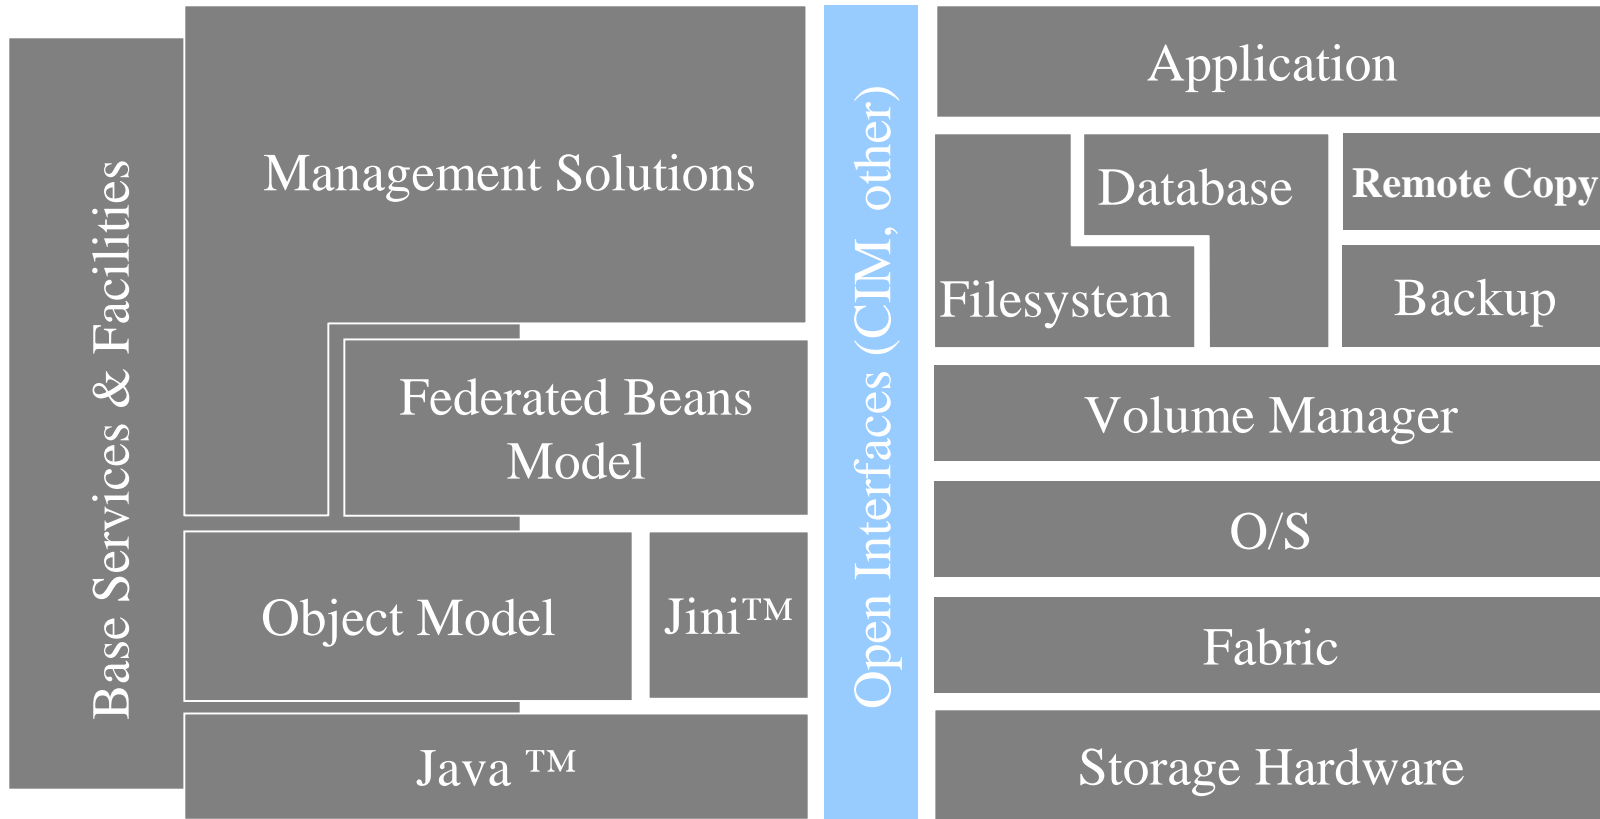 Base Services & Facilities
Management Solutions
Federated Beans
Model
Object Model
Jini™
Java ™
Open Interfaces (CIM, other)
Application
Database
Remote Copy
Filesystem
Backup
Volume Manager
O/S
Fabric
Storage Hardware